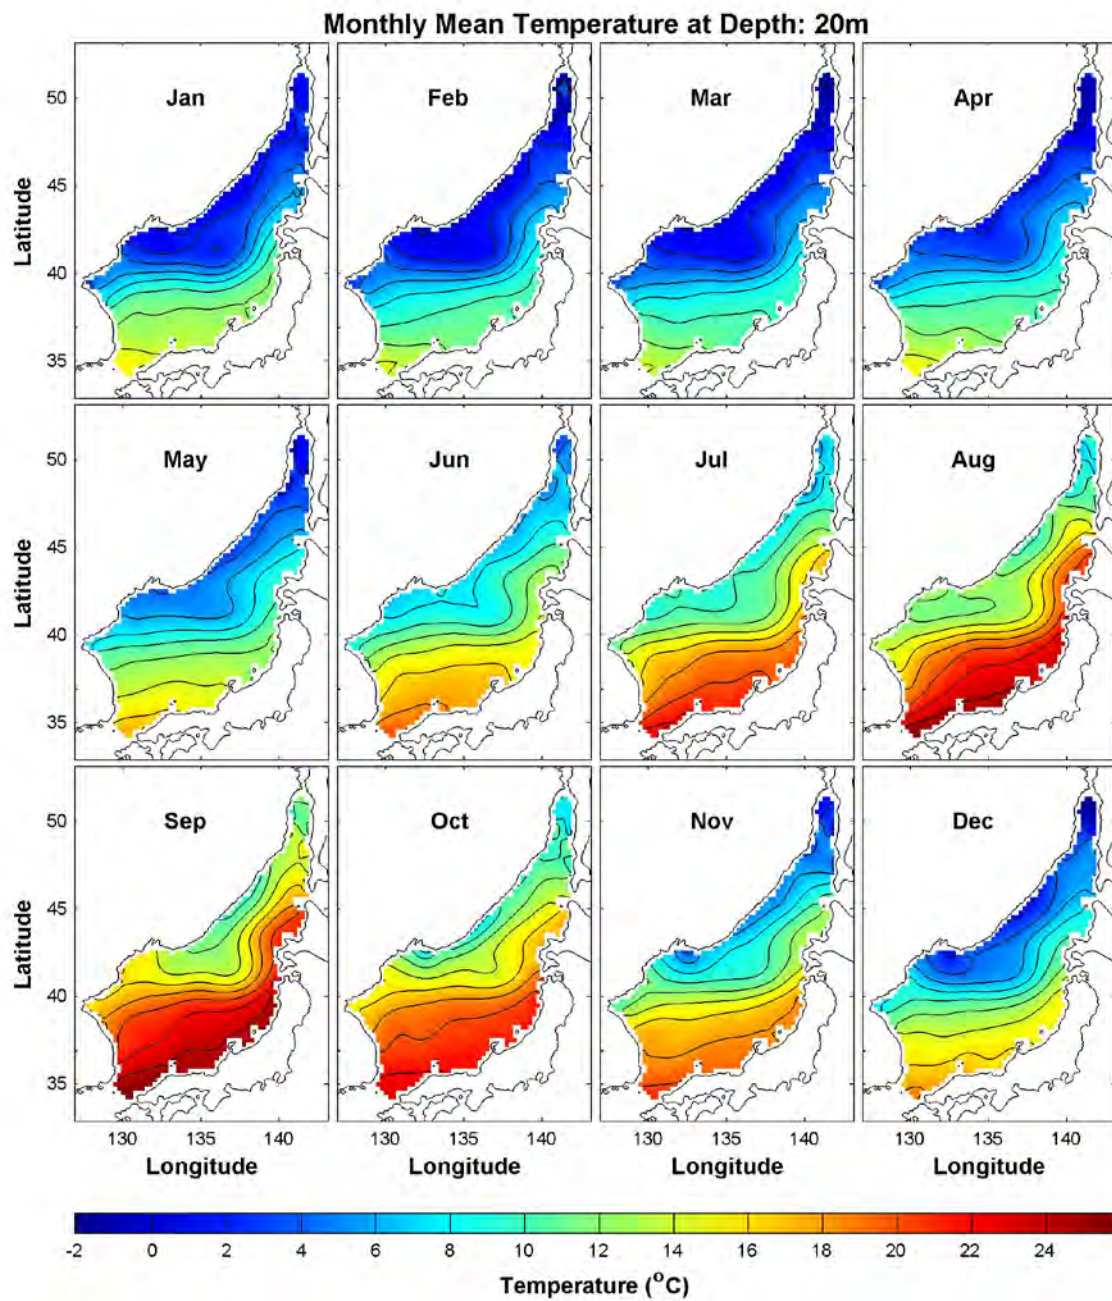 Monthly Mean Temperature at Depth: 20m
Jan
Feb
Mar
Apr
50
45
40
35
Latitude
May
Jun
Jul
Aug
50
45
40
35
Latitude
Sep
Oct
Nov
Dec
50
45
40
35
Latitude
130 135 140 130 135 140 130 135 140 130 135 140
Longitude Longitude Longitude Longitude
-2 0 2 4 6 8 10 12 14 16 18 20 22 24
Temperature (°C)